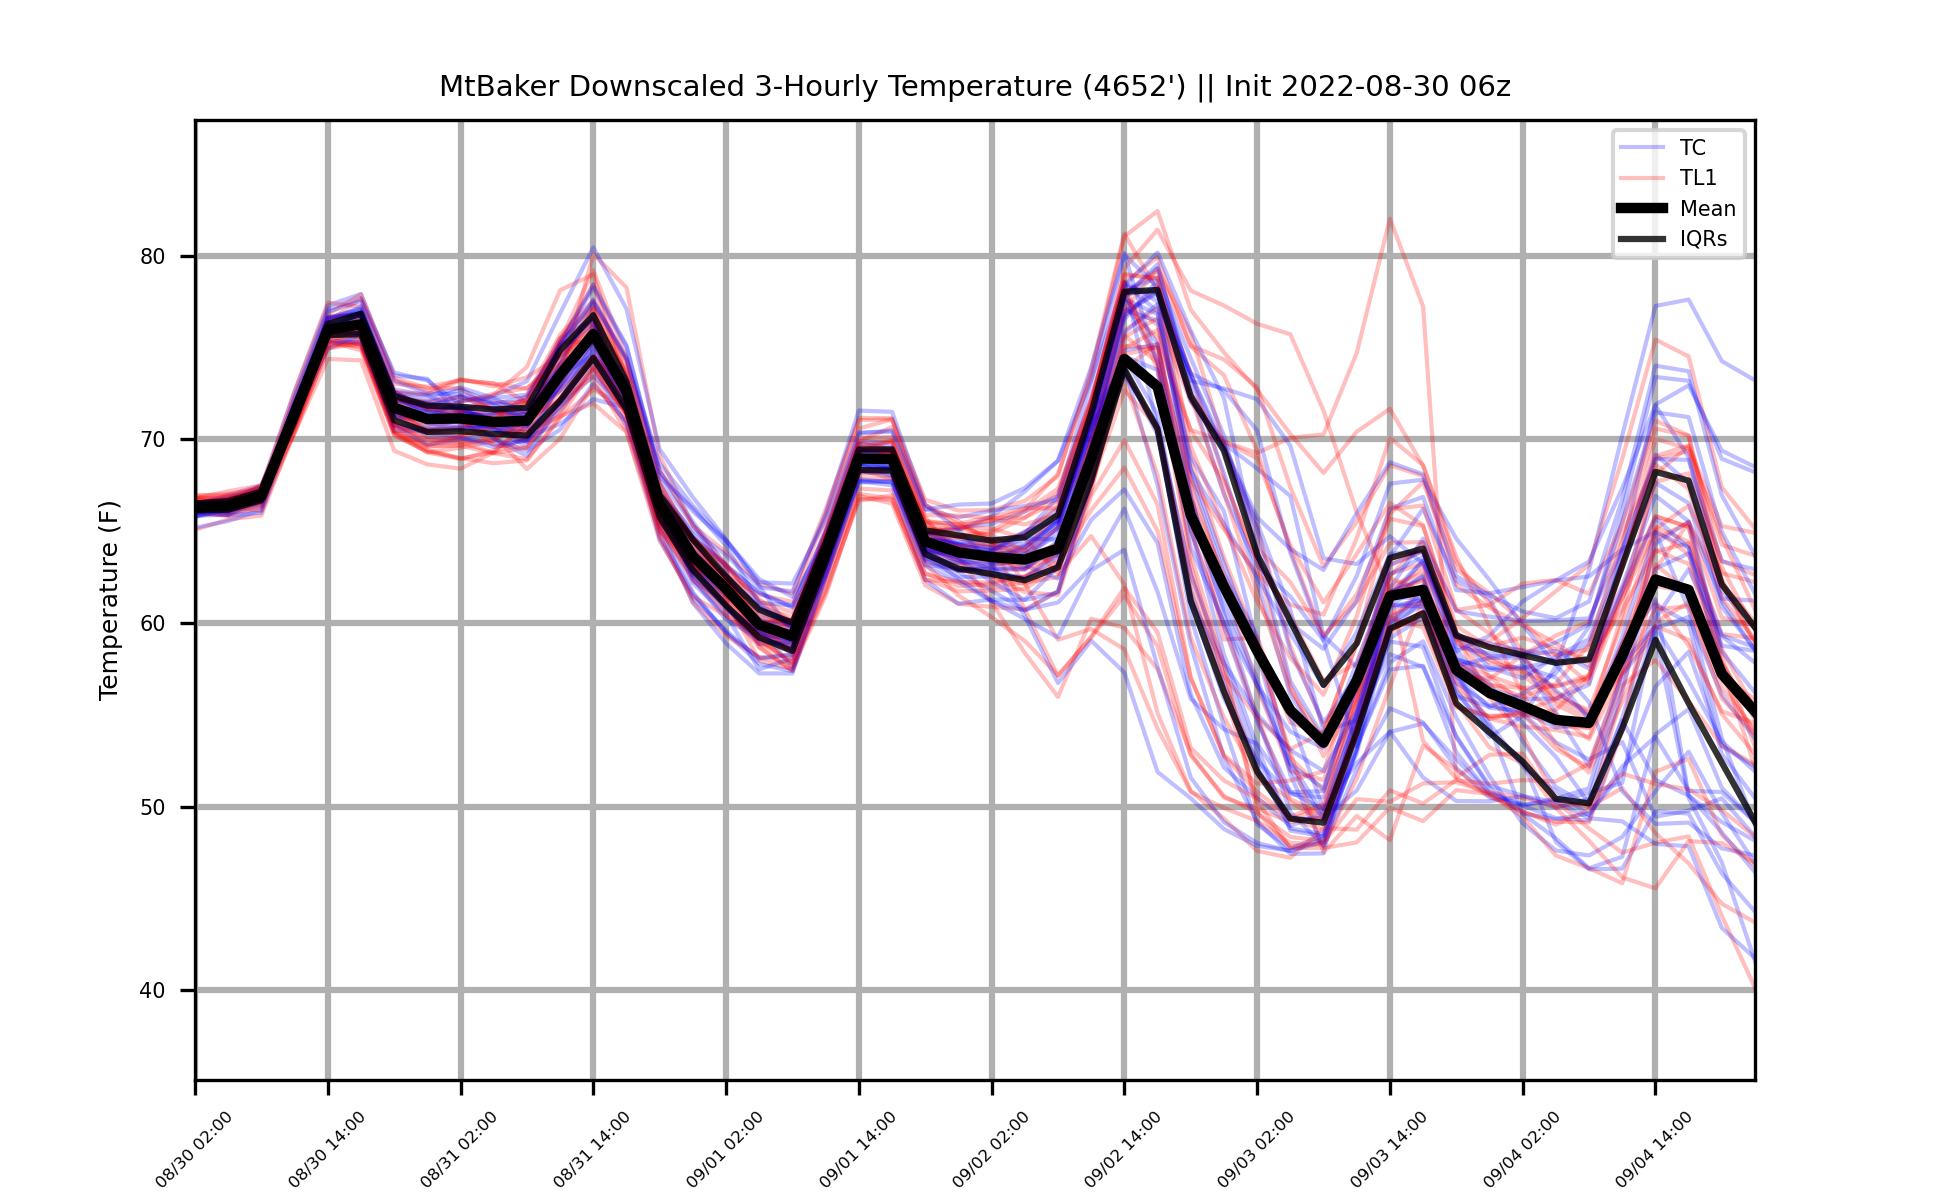 MtBaker Downscaled 3-Hourly Temperature (4652') || Init 2022-08-30 06z
TC
TL1
Mean
IQRs
Temperature (F)
80
70
60
50
40
08/30 02:00
08/30 14:00
08/31 02:00
08/31 14:00
09/01 02:00
09/01 14:00
09/02 02:00
09/02 14:00
09/03 02:00
09/03 14:00
09/04 02:00
09/04 14:00